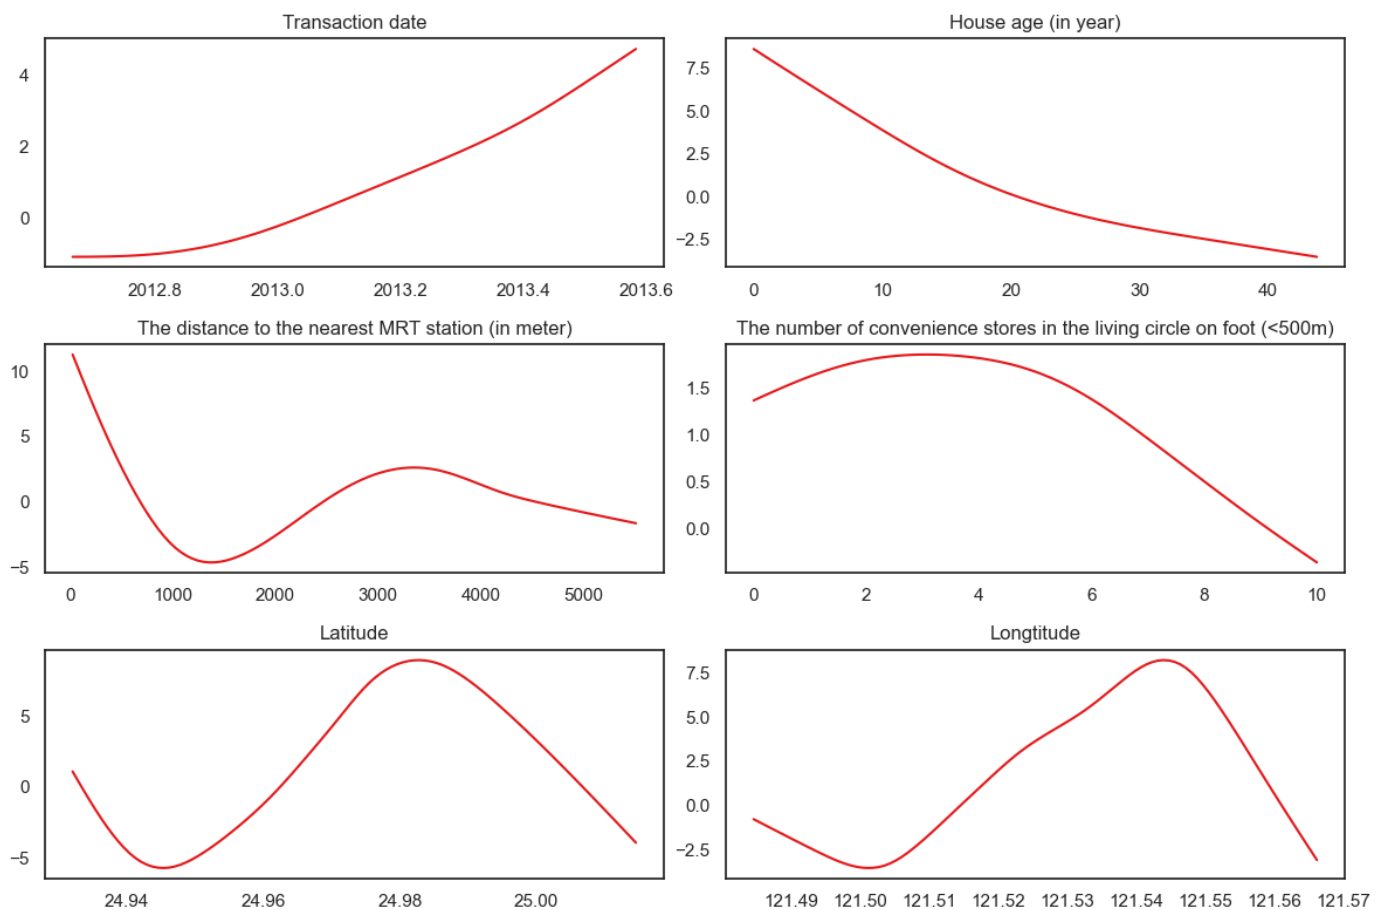 Transaction date
4
2
0
2012.8 2013.0 2013.2 2013.4 2013.6
House age (in year)
7.5
5.0
2.5
0.0
−2.5
0 10 20 30 40
The distance to the nearest MRT station (in meter)
10
5
0
−5
0 1000 2000 3000 4000 5000
The number of convenience stores in the living circle on foot (<500m)
1.5
1.0
0.5
0.0
0 2 4 6 8 10
Latitude
5
0
−5
24.94 24.96 24.98 25.00
Longtitude
7.5
5.0
2.5
0.0
−2.5
121.49 121.50 121.51 121.52 121.53 121.54 121.55 121.56 121.57